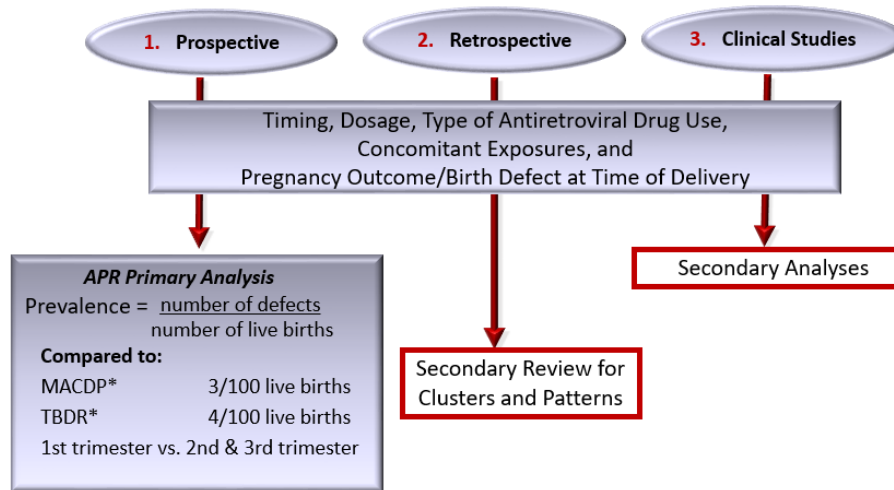 1. Prospective
2. Retrospective
3. Clinical Studies
Timing, Dosage, Type of Antiretroviral Drug Use,
Concomitant Exposures, and
Pregnancy Outcome/Birth Defect at Time of Delivery
APR Primary Analysis
Prevalence = number of defects
number of live births
Compared to:
MACDP* 3/100 live births
TBDR* 4/100 live births
1st trimester vs. 2nd & 3rd trimester
Secondary Review for
Clusters and Patterns
Secondary Analyses